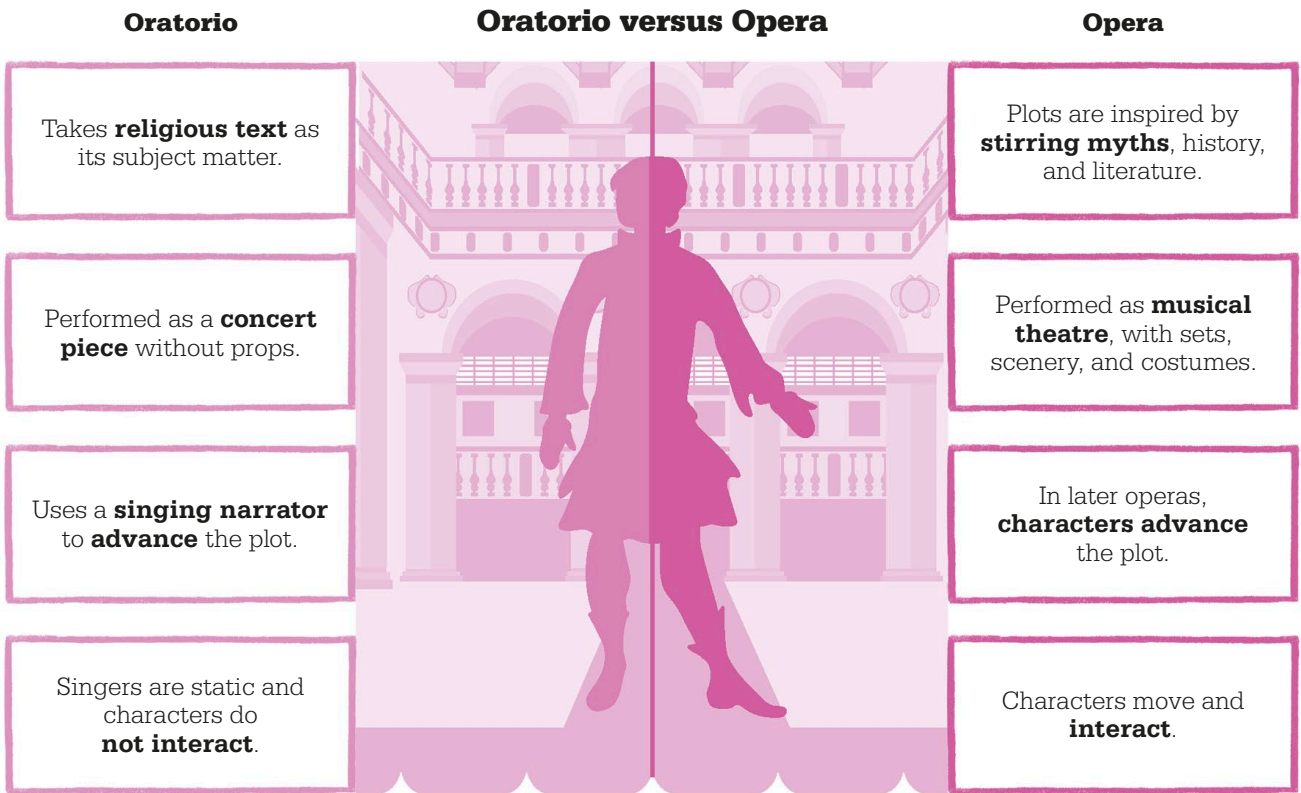 Oratorio versus Opera
Oratorio
Takes religious text as
its subject matter.
Performed as a concert
piece without props.
Uses a singing narrator
to advance the plot.
Singers are static and
characters do
not interact.
Opera
Plots are inspired by
stirring myths, history,
and literature.
Performed as musical
theatre, with sets,
scenery, and costumes.
In later operas,
characters advance
the plot.
Characters move and
interact.